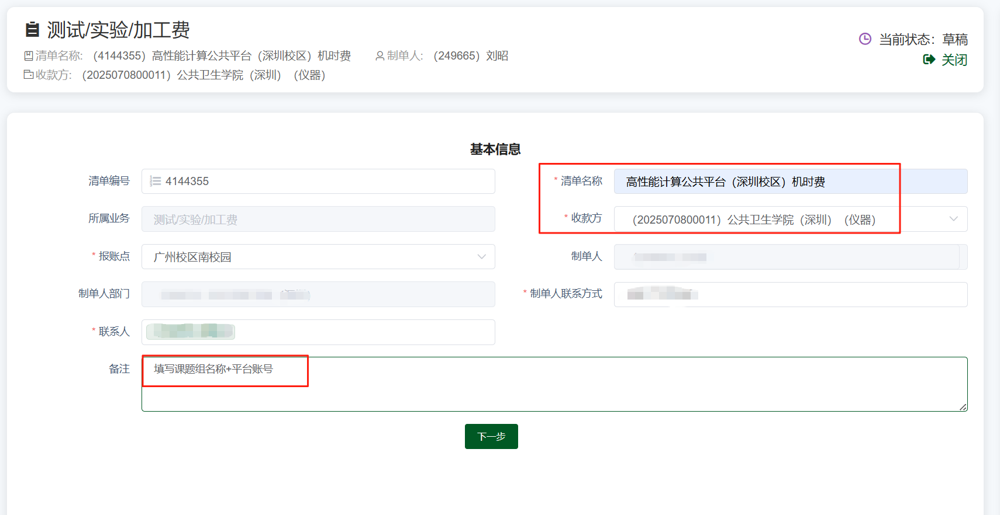 测试/实验/加工费
当前状态：草稿
清单名称: （4144355）高性能计算公共平台（深圳校区）机时费 制单人: （249665）刘昭
关闭
收款方: （2025070800011）公共卫生学院（深圳）（仪器）
基本信息
清单编号 4144355 * 清单名称 高性能计算公共平台（深圳校区）机时费
所属业务 测试/实验/加工费 * 收款方 （2025070800011）公共卫生学院（深圳）（仪器）
* 报账点 广州校区南校园 制单人
制单人部门 * 制单人联系方式
* 联系人
备注 填写课题组名称+平台账号
下一步